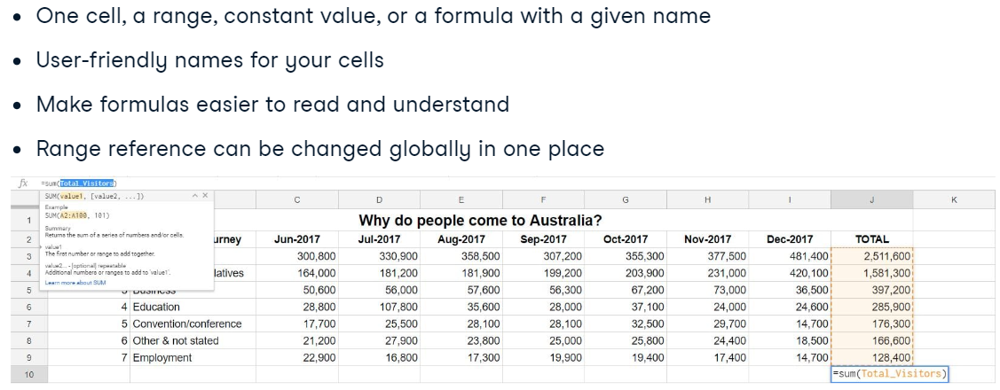 • One cell, a range, constant value, or a formula with a given name
• User-friendly names for your cells
• Make formulas easier to read and understand
• Range reference can be changed globally in one place
fx =sum(Total_Visitors)
SUM(value1, [value2, ...])
Example
SUM(A2:A100, 101)
Summary
Returns the sum of a series of numbers and/or cells.
value1
The first number or range to add together.
value2... - [optional] repeatable
Additional numbers or ranges to add to `value1`.
Learn more about SUM
C D E F G H I J K
1 Why do people come to Australia?
2 urney Jun-2017 Jul-2017 Aug-2017 Sep-2017 Oct-2017 Nov-2017 Dec-2017 TOTAL
3 300,800 330,900 358,500 307,200 355,300 377,500 481,400 2,511,600
4 latives 164,000 181,200 181,900 199,200 203,900 231,000 420,100 1,581,300
5 3 Business 50,600 56,000 57,600 56,300 67,200 73,000 36,500 397,200
6 4 Education 28,800 107,800 35,600 28,000 37,100 24,000 24,600 285,900
7 5 Convention/conference 17,700 25,500 28,100 28,100 32,500 29,700 14,700 176,300
8 6 Other & not stated 21,200 27,900 23,800 25,000 25,800 24,400 18,500 166,600
9 7 Employment 22,900 16,800 17,300 19,900 19,400 17,400 14,700 128,400
10 =sum(Total_Visitors)